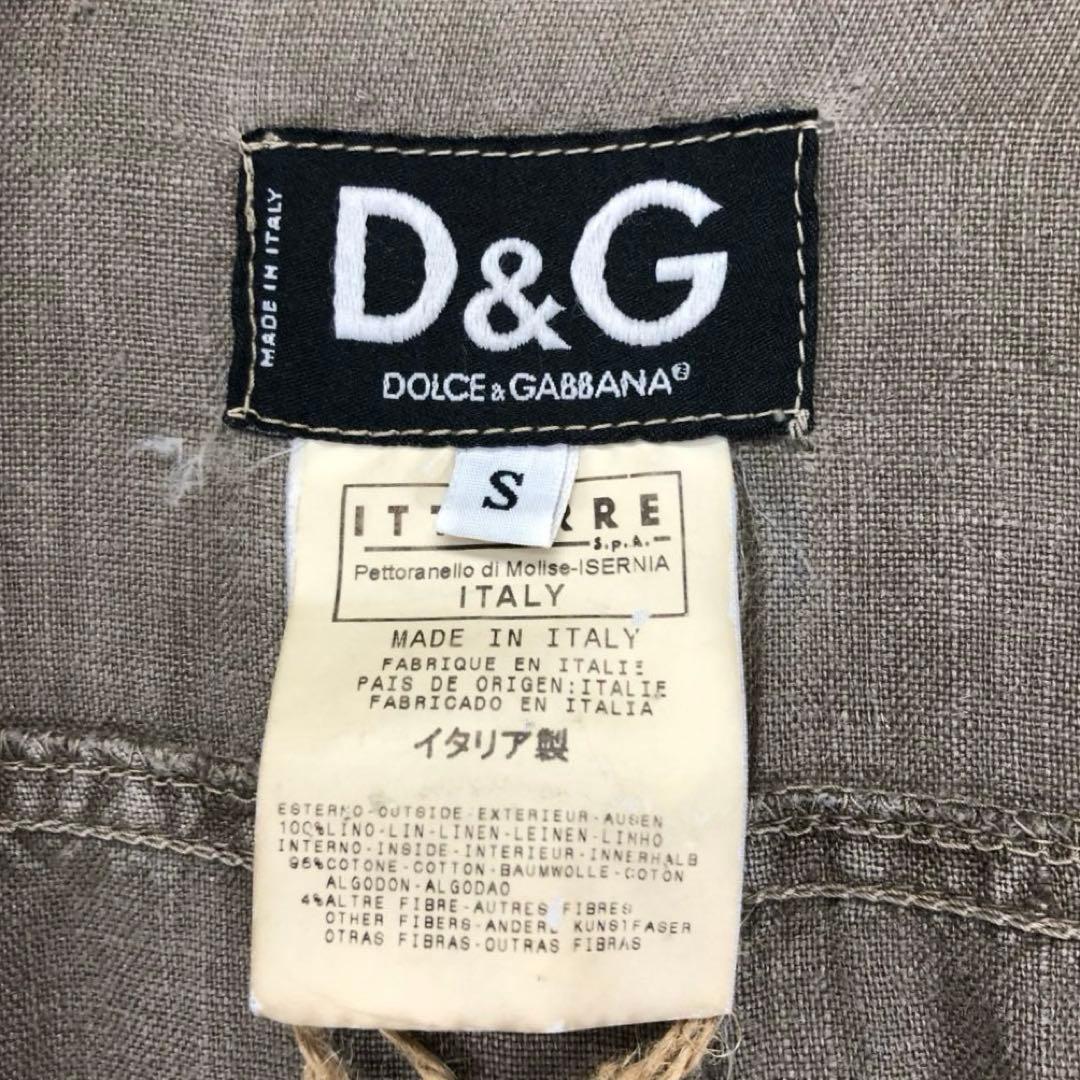 MADE IN ITALY
D&G
DOLCE & GABBANA
S
S.p.A.
Pettoranello di Molise-ISERNIA
ITALY
MADE IN ITALY
FABRIQUE EN ITALIE
PAIS DE ORIGEN:ITALIE
FABRICADO EN ITALIA
イタリア製
ESTERNO-OUTSIDE-EXTERIEUR-AUSEN
100%LINO-LIN-LINEN-LEINEN-LINHO
INTERNO-INSIDE-INTERIEUR-INNERHALB
96%COTONE-COTTON-BAUMWOLLE-COTON
ALGODON-ALGODAO
4%ALTRE FIBRE-AUTRES FIBRES
OTHER FIBERS-ANDERE KUNSTFASER
OTRAS FIBRAS-OUTRAS FIBRAS